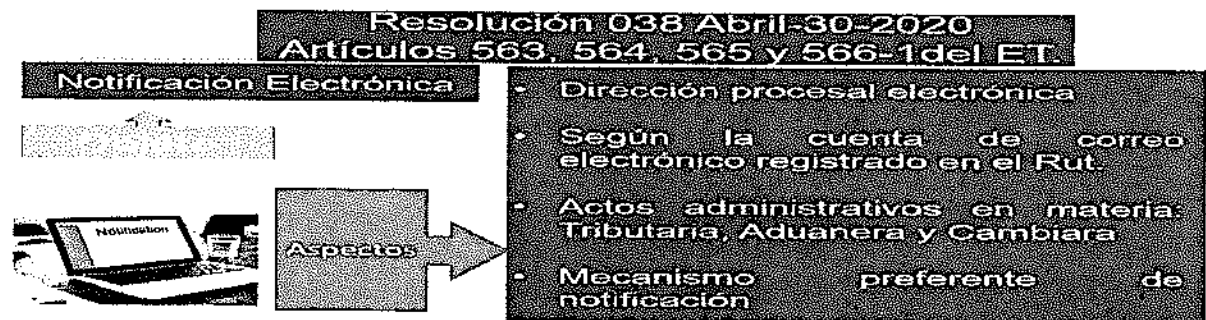 Resolución 038 Abril-30-2020
Artículos 563, 564, 565 y 566-1del ET.
Notificación Electrónica
Notification
Aspectos
• Dirección procesal electrónica
• Según la cuenta de correo
electrónico registrado en el Rut.
• Actos administrativos en materia:
Tributaria, Aduanera y Cambiara
• Mecanismo preferente de
notificación